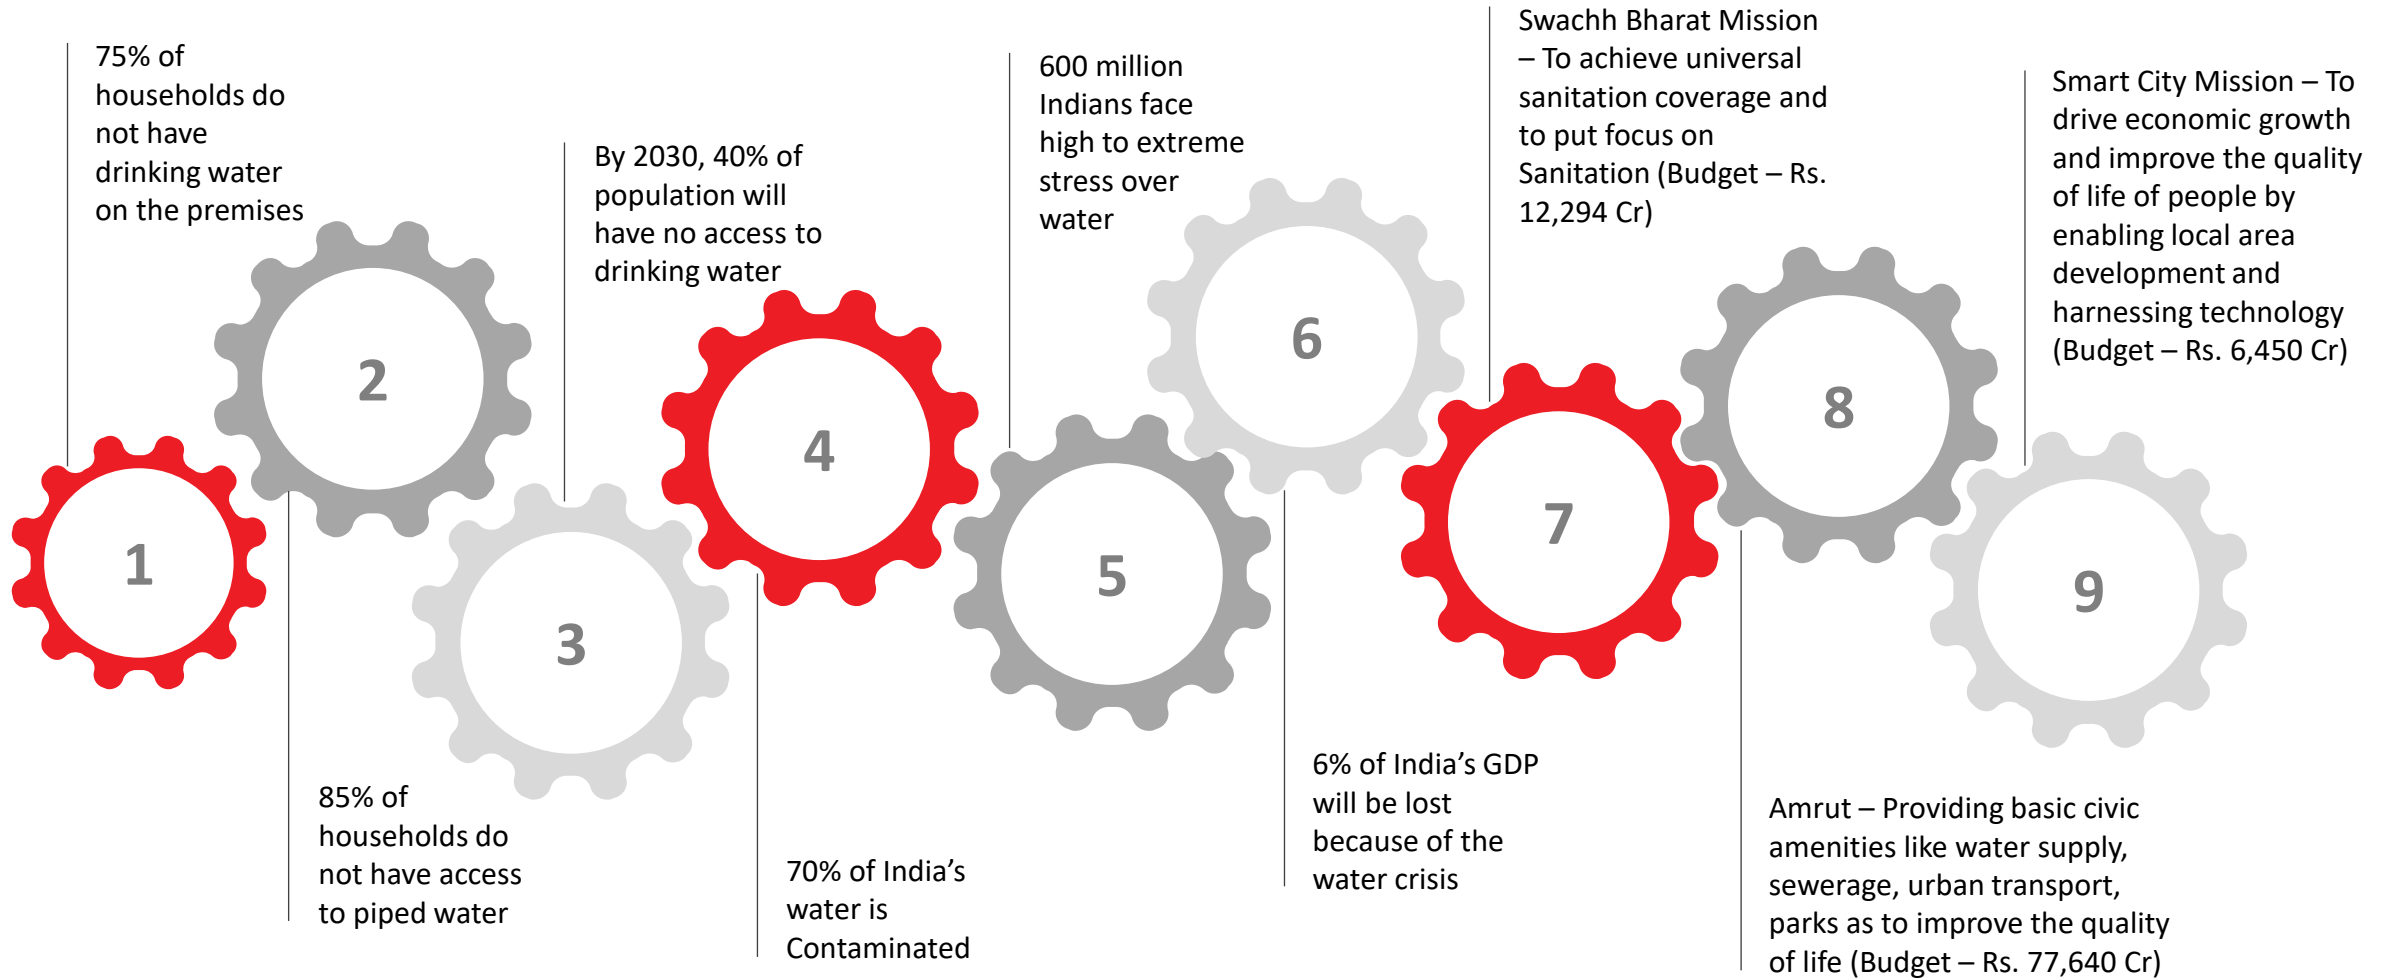 1
75% of
households do
not have
drinking water
on the premises
2
85% of
households do
not have access
to piped water
3
By 2030, 40% of
population will
have no access to
drinking water
4
70% of India’s
water is
Contaminated
5
600 million
Indians face
high to extreme
stress over
water
6
6% of India’s GDP
will be lost
because of the
water crisis
7
Swachh Bharat Mission
– To achieve universal
sanitation coverage and
to put focus on
Sanitation (Budget – Rs.
12,294 Cr)
8
Amrut – Providing basic civic
amenities like water supply,
sewerage, urban transport,
parks as to improve the quality
of life (Budget – Rs. 77,640 Cr)
9
Smart City Mission – To
drive economic growth
and improve the quality
of life of people by
enabling local area
development and
harnessing technology
(Budget – Rs. 6,450 Cr)